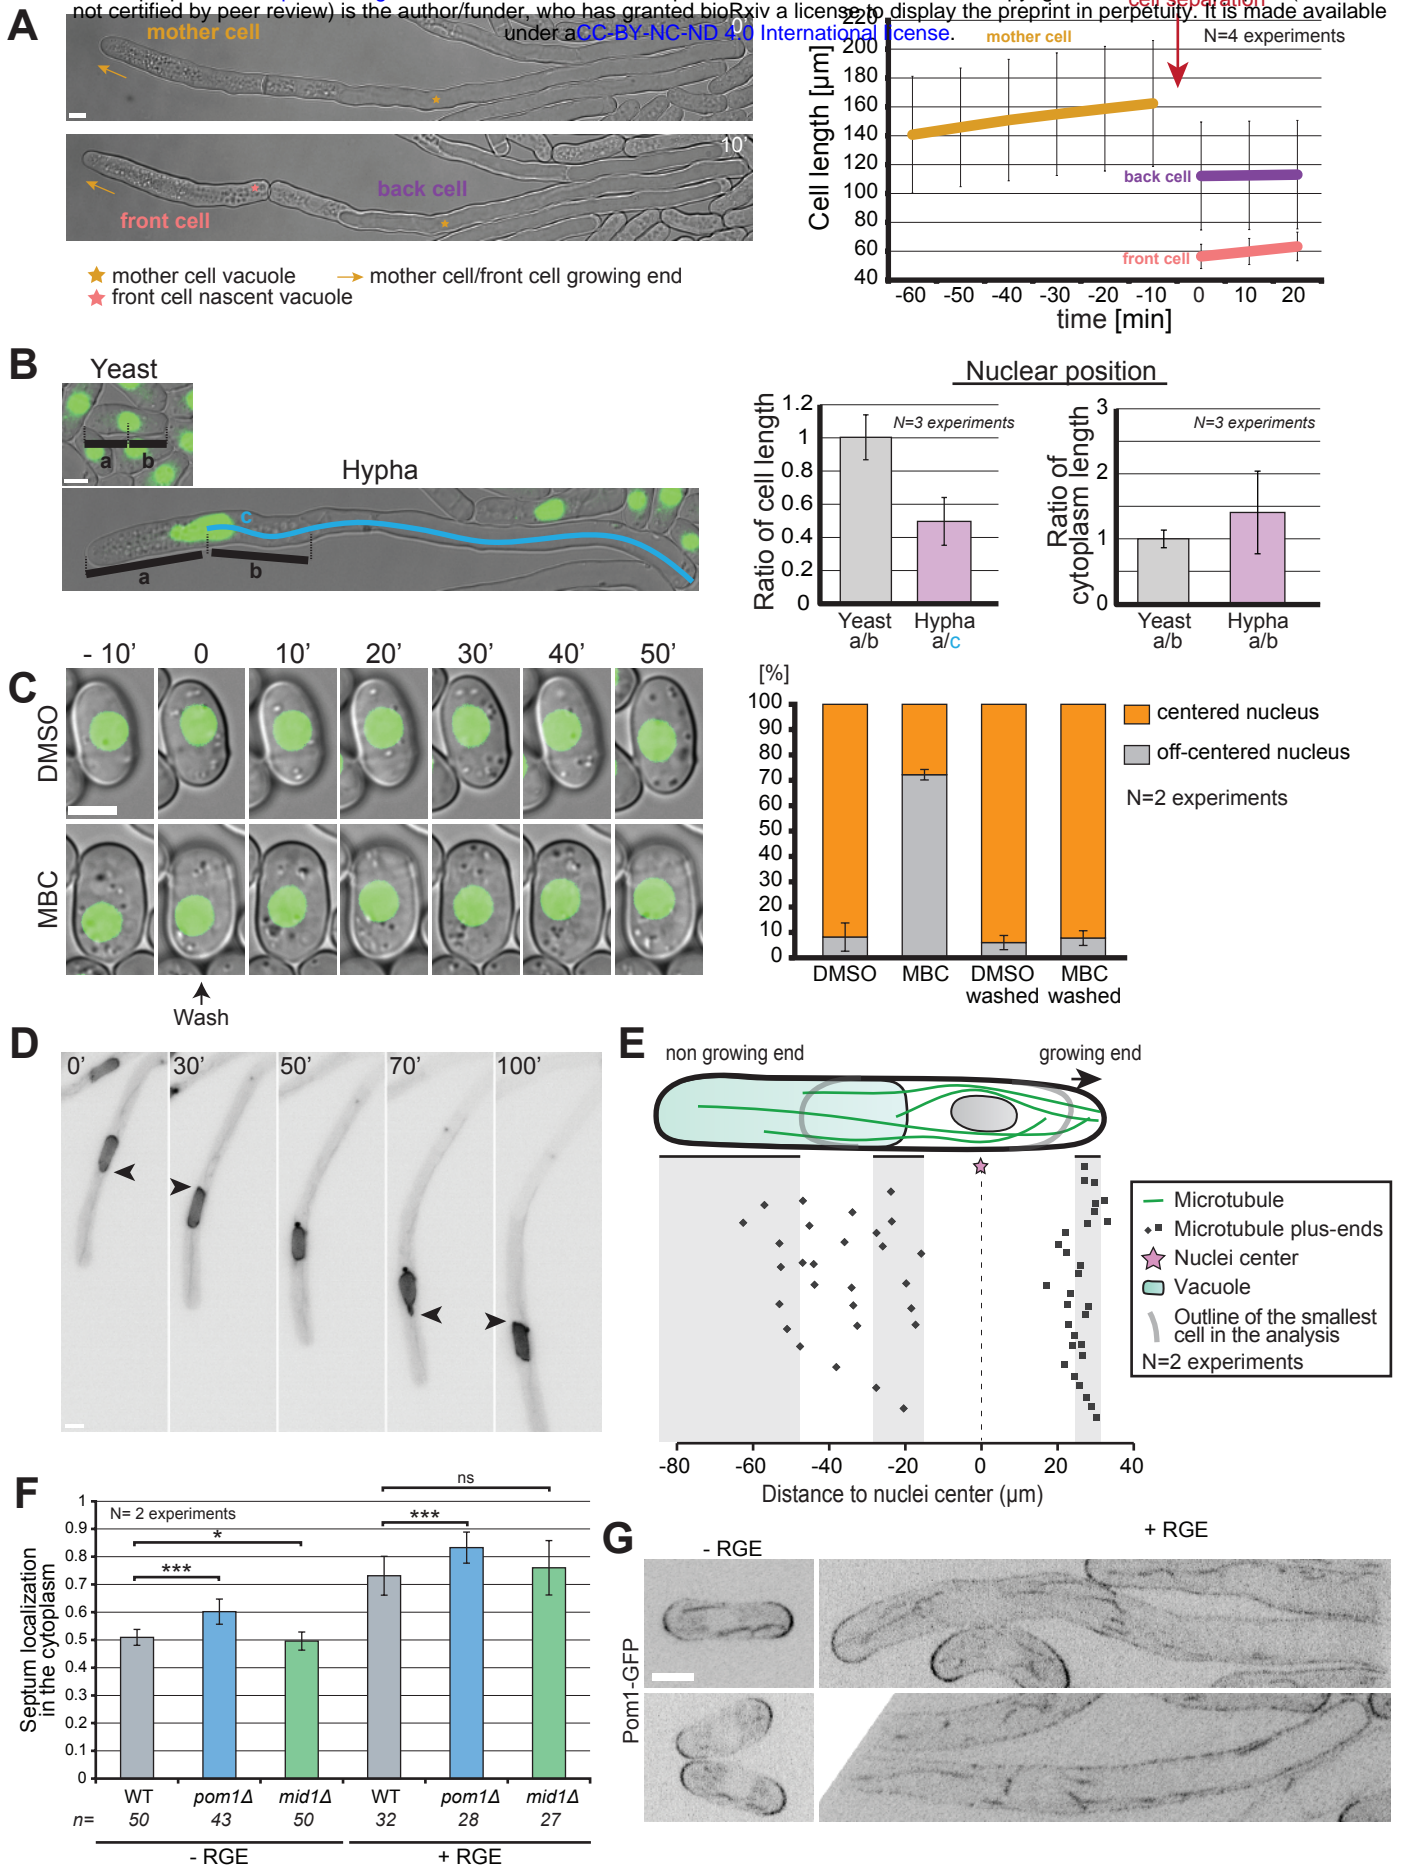 not certified by peer review) is the author/funder, who has granted bioRxiv a license to display the preprint in perpetuity. It is made available
under aCC-BY-NC-ND 4.0 International license.
A
mother cell
0'
10'
back cell
front cell
mother cell vacuole
mother cell/front cell growing end
front cell nascent vacuole
cell separation
N=4 experiments
mother cell
back cell
front cell
Cell length [µm]
220
200
180
160
140
120
100
80
60
40
-60 -50 -40 -30 -20 -10 0 10 20
time [min]
B
Yeast
a b
Hypha
c
a b
Nuclear position
Ratio of cell length
1.2
1
0.8
0.6
0.4
0.2
0
N=3 experiments
Yeast Hypha
a/b a/c
Ratio of
cytoplasm length
3
2
1
0
N=3 experiments
Yeast Hypha
a/b a/b
C
- 10' 0 10' 20' 30' 40' 50'
DMSO
MBC
Wash
[%]
100
90
80
70
60
50
40
30
20
10
0
DMSO MBC DMSO MBC
washed washed
centered nucleus
off-centered nucleus
N=2 experiments
D
0' 30' 50' 70' 100'
E
non growing end growing end
Microtubule
Microtubule plus-ends
Nuclei center
Vacuole
Outline of the smallest
cell in the analysis
N=2 experiments
-80 -60 -40 -20 0 20 40
Distance to nuclei center (µm)
F
Septum localization
in the cytoplasm
1
0.9
0.8
0.7
0.6
0.5
0.4
0.3
0.2
0.1
0
N= 2 experiments
***
*
***
ns
WT pom1Δ mid1Δ WT pom1Δ mid1Δ
n= 50 43 50 32 28 27
- RGE + RGE
G
- RGE + RGE
Pom1-GFP